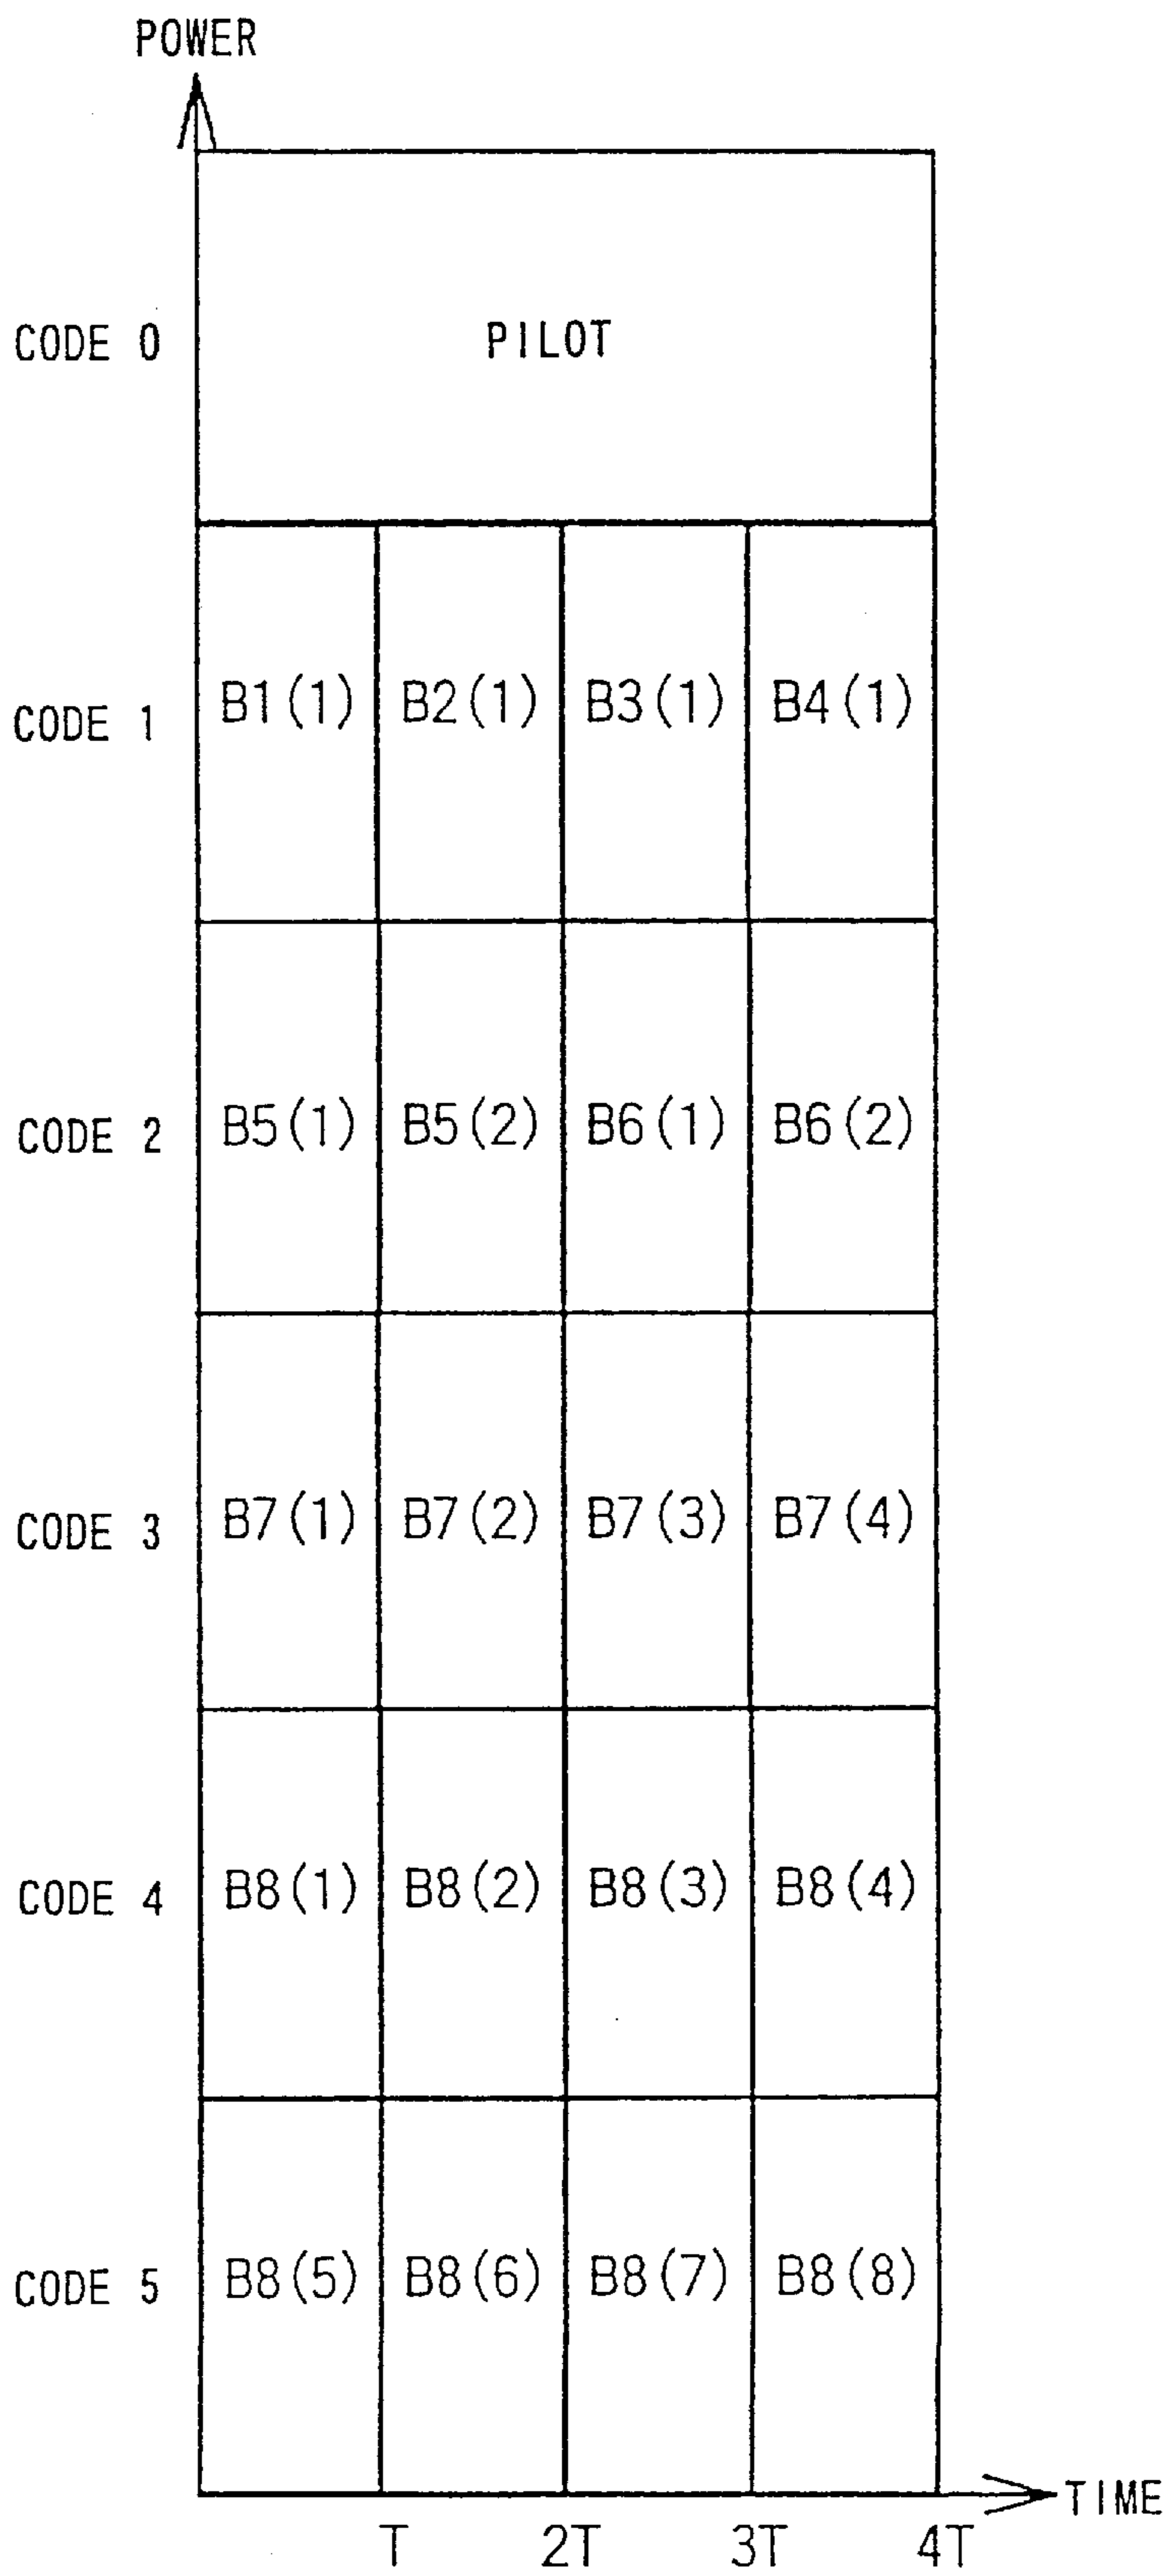 POWER
CODE 0 PILOT
CODE 1 B1(1) B2(1) B3(1) B4(1)
CODE 2 B5(1) B5(2) B6(1) B6(2)
CODE 3 B7(1) B7(2) B7(3) B7(4)
CODE 4 B8(1) B8(2) B8(3) B8(4)
CODE 5 B8(5) B8(6) B8(7) B8(8)
TIME
T 2T 3T 4T